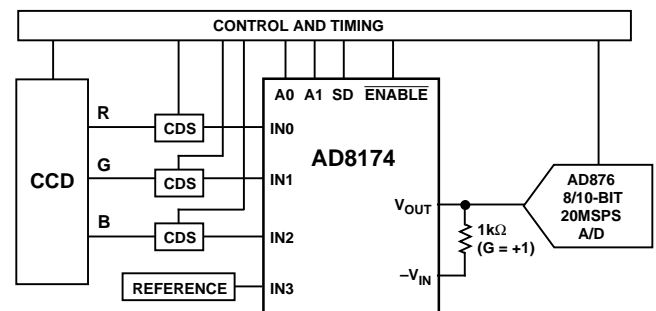 CONTROL AND TIMING
A0 A1 SD ENABLE
R
CDS
IN0
AD8174
G
CCD
CDS
IN1
AD876
8/10-BIT
20MSPS
A/D
VOUT
1kΩ
(G = +1)
B
CDS
IN2
–VIN
REFERENCE
IN3